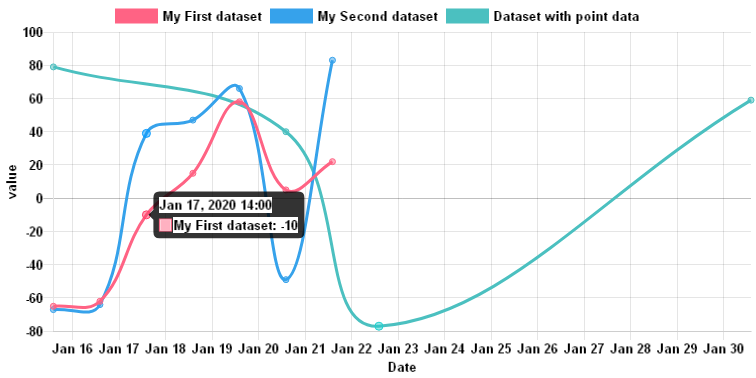 My First dataset My Second dataset Dataset with point data
100
80
60
40
20
0
-20
-40
-60
-80
value
Jan 17, 2020 14:00
My First dataset: -10
Jan 16 Jan 17 Jan 18 Jan 19 Jan 20 Jan 21 Jan 22 Jan 23 Jan 24 Jan 25 Jan 26 Jan 27 Jan 28 Jan 29 Jan 30
Date